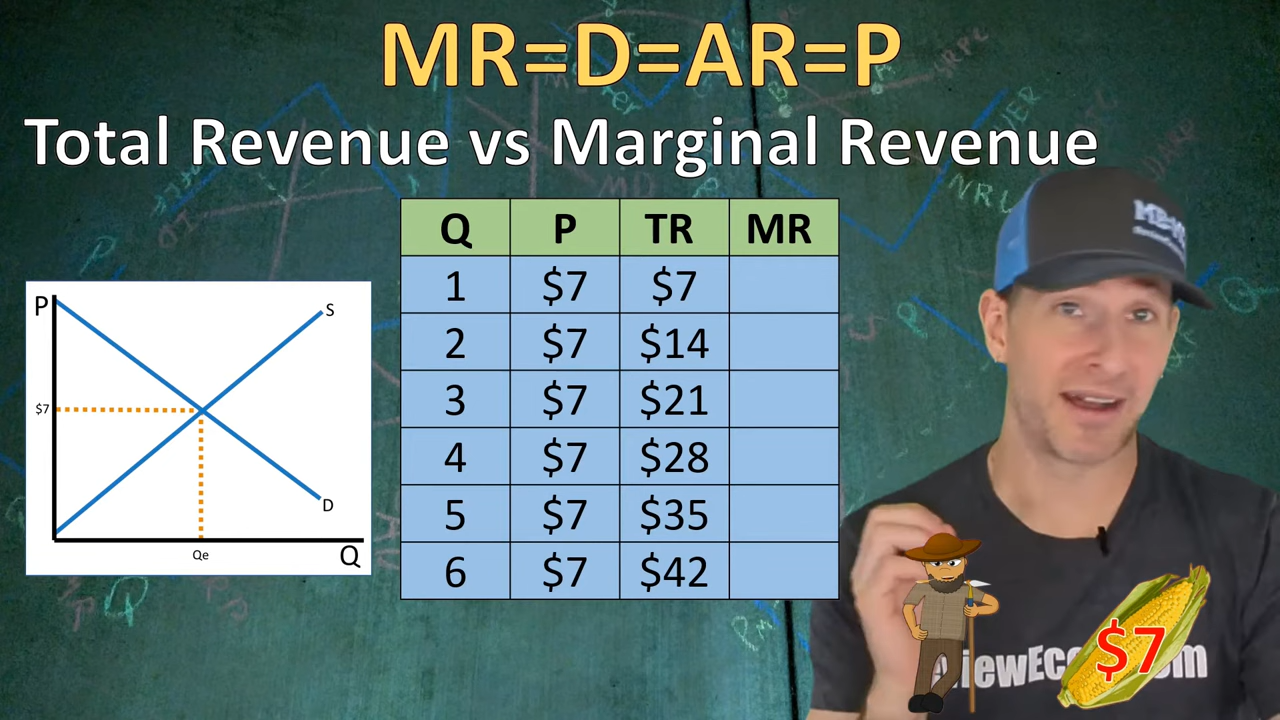 MR=D=AR=P
Total Revenue vs Marginal Revenue
P
S
$7
D
Qe
Q
Q P TR MR
1 $7 $7
2 $7 $14
3 $7 $21
4 $7 $28
5 $7 $35
6 $7 $42
$7
NRU